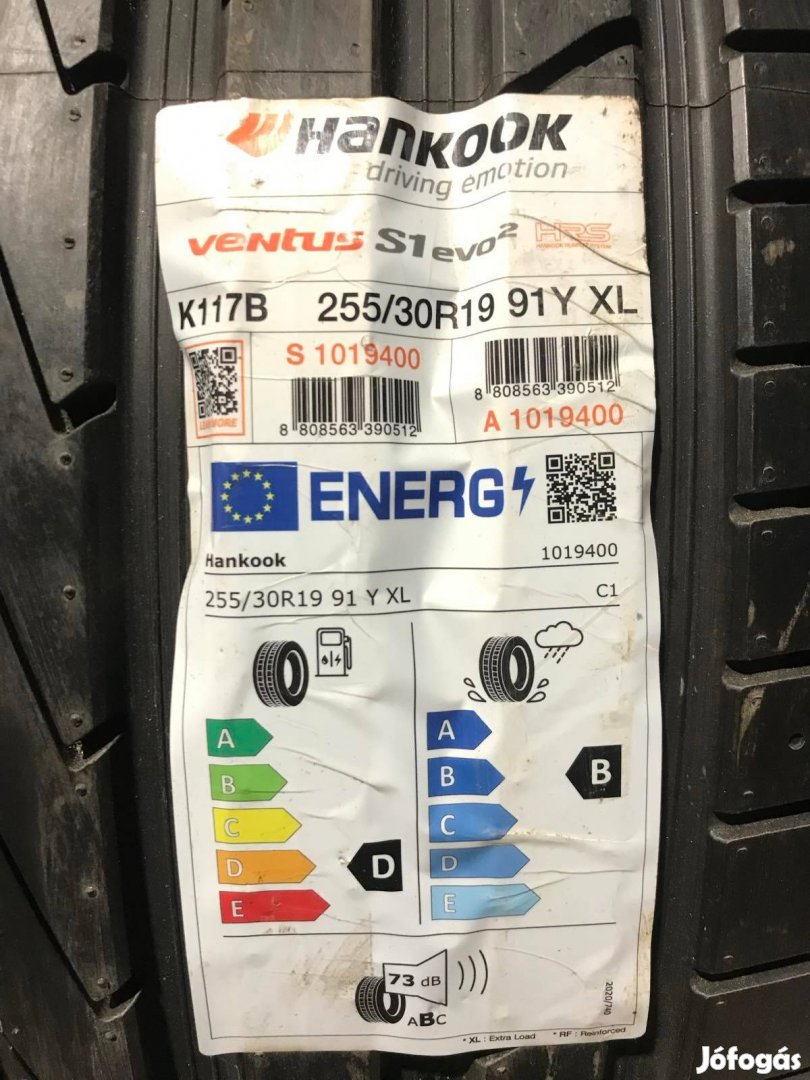 HANKOOK
driving emotion
ventus S1 evo² HRS
K117B 255/30R19 91Y XL
S 1019400
8 808563 390512
8 808563 390512
A 1019400
ENERG
Hankook 1019400
255/30R19 91 Y XL C1
A
B
C
D
E
D
A
B
C
D
E
B
73 dB
ABC
2020/740
* XL : Extra Load * RF : Reinforced
Jófogás